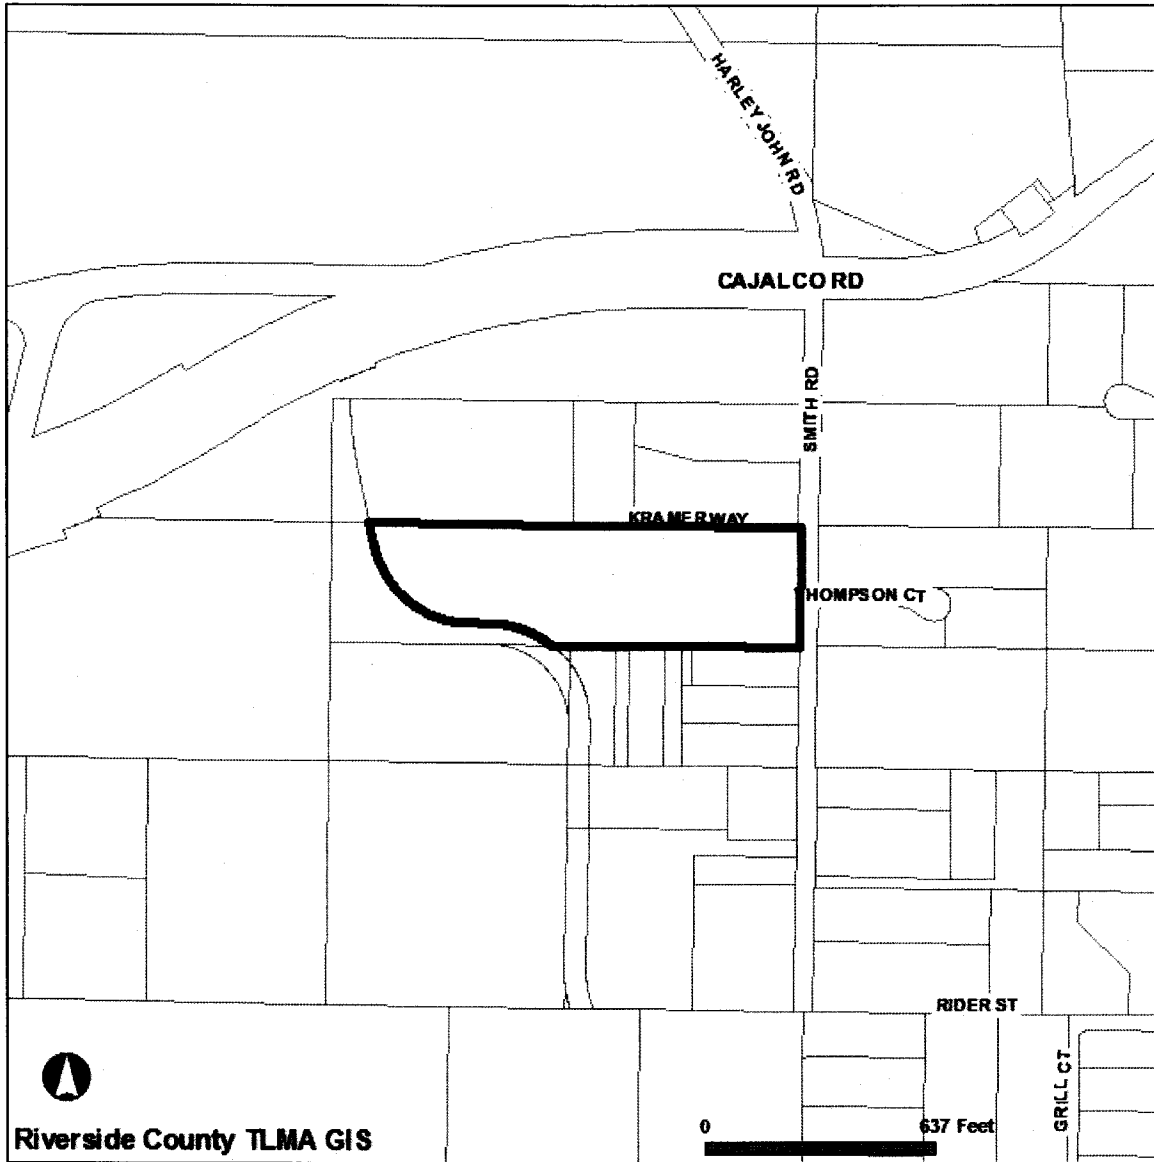 HARLEY JOHN RD
CAJALCO RD
SMITH RD
KRAMER WAY
THOMPSON CT
RIDER ST
GRILL CT
0 637 Feet
Riverside County TLMA GIS